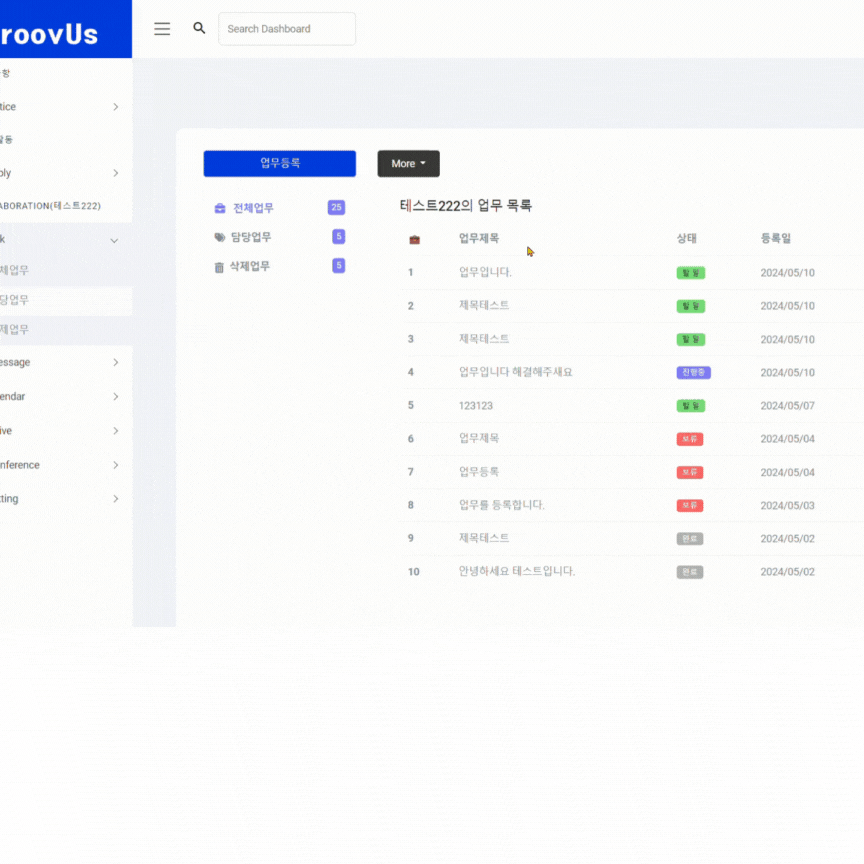 roovUs
Search Dashboard
항
tice
활동
ply
ABORATION(테스트222)
k
체업무
당업무
제업무
essage
endar
ive
nference
ting
업무등록
More
전체업무 25
담당업무 5
삭제업무 5
테스트222의 업무 목록
업무제목 상태 등록일
1 업무입니다. 할 일 2024/05/10
2 제목테스트 할 일 2024/05/10
3 제목테스트 할 일 2024/05/10
4 업무입니다 해결해주새요 진행중 2024/05/10
5 123123 할 일 2024/05/07
6 업무제목 보류 2024/05/04
7 업무등록 보류 2024/05/04
8 업무를 등록합니다. 보류 2024/05/03
9 제목테스트 완료 2024/05/02
10 안녕하세요 테스트입니다. 완료 2024/05/02